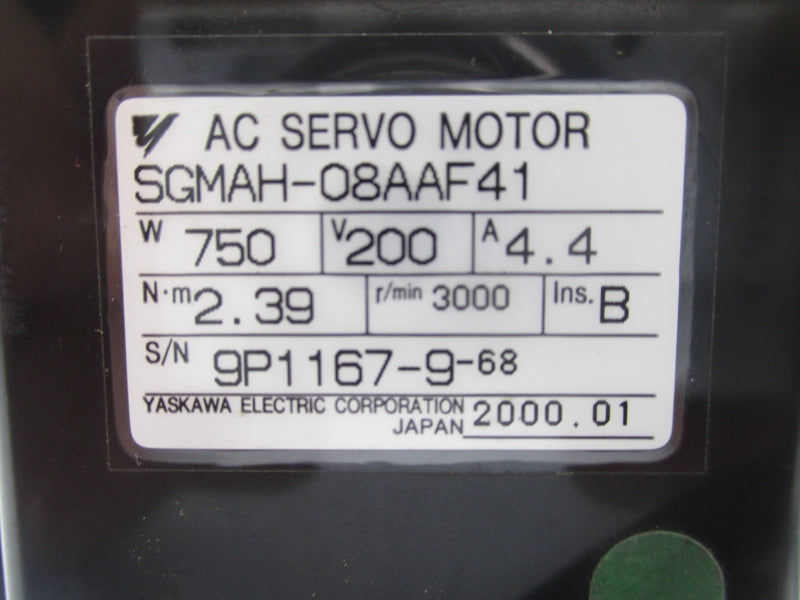 AC SERVO MOTOR
SGMAH-08AAF41
W 750 V 200 A 4.4
N·m 2.39 r/min 3000 Ins. B
S/N 9P1167-9-68
YASKAWA ELECTRIC CORPORATION 2000.01
JAPAN